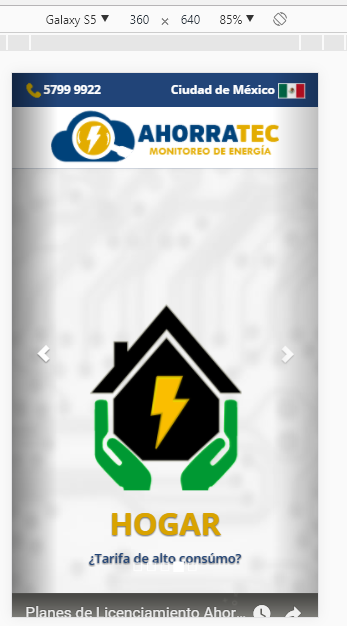 Galaxy S5 ▼ 360 × 640 85% ▼
5799 9922 Ciudad de México
AHORRATEC
MONITOREO DE ENERGÍA
HOGAR
¿Tarifa de alto consúmo?
Planes de Licenciamiento Ahor...